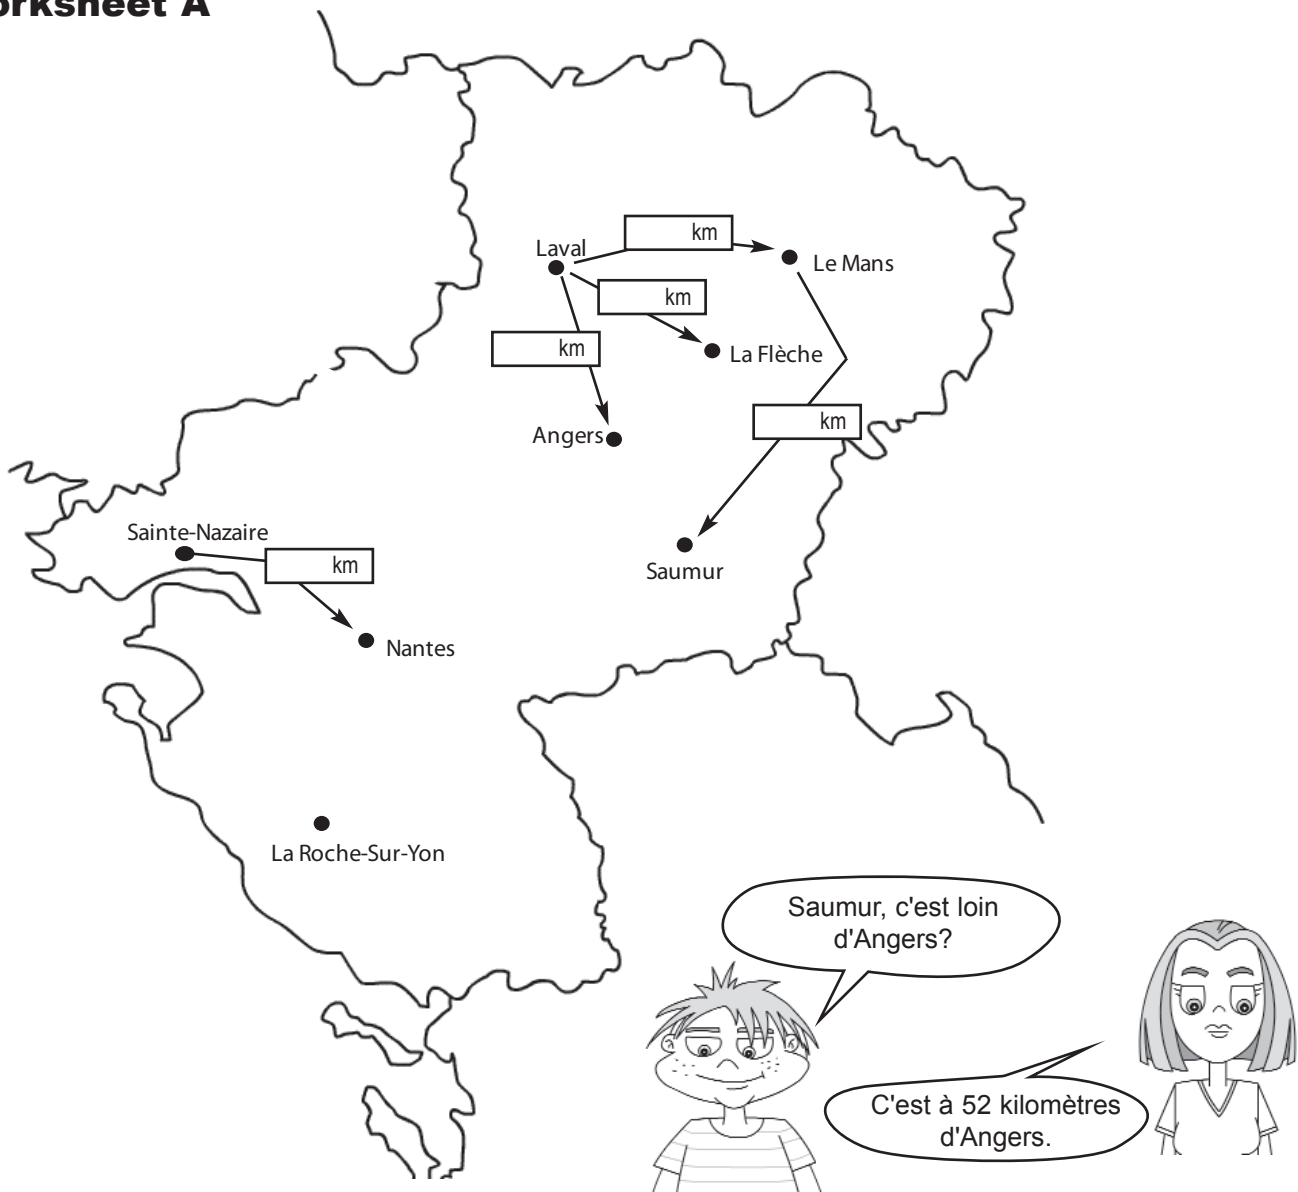 orksheet A
Laval
km
Le Mans
km
La Flèche
km
Angers
km
Sainte-Nazaire
km
Saumur
Nantes
La Roche-Sur-Yon
Saumur, c'est loin
d'Angers?
C'est à 52 kilomètres
d'Angers.